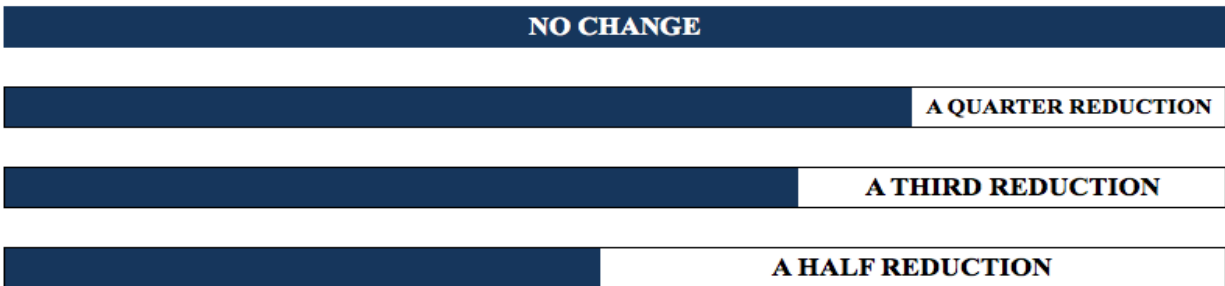 NO CHANGE
A QUARTER REDUCTION
A THIRD REDUCTION
A HALF REDUCTION